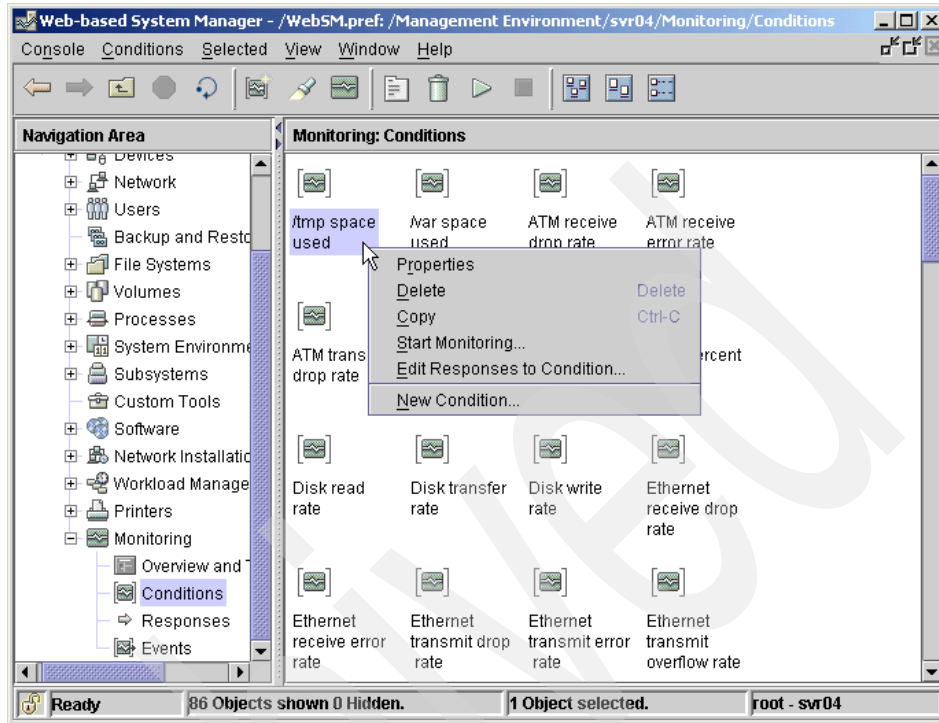 Web-based System Manager - /WebSM.pref: /Management Environment/svr04/Monitoring/Conditions
Console Conditions Selected View Window Help
Navigation Area
Monitoring: Conditions
Devices
Network
Users
Backup and Resto
File Systems
Volumes
Processes
System Environme
Subsystems
Custom Tools
Software
Network Installatio
Workload Manage
Printers
Monitoring
Overview and T
Conditions
Responses
Events
/tmp space
used
/var space
used
ATM receive
drop rate
ATM receive
error rate
Properties
Delete Delete
Copy Ctrl-C
Start Monitoring...
Edit Responses to Condition...
New Condition...
ATM trans
drop rate
ercent
Disk read
rate
Disk transfer
rate
Disk write
rate
Ethernet
receive drop
rate
Ethernet
receive error
rate
Ethernet
transmit drop
rate
Ethernet
transmit error
rate
Ethernet
transmit
overflow rate
Ready
86 Objects shown 0 Hidden.
1 Object selected.
root - svr04